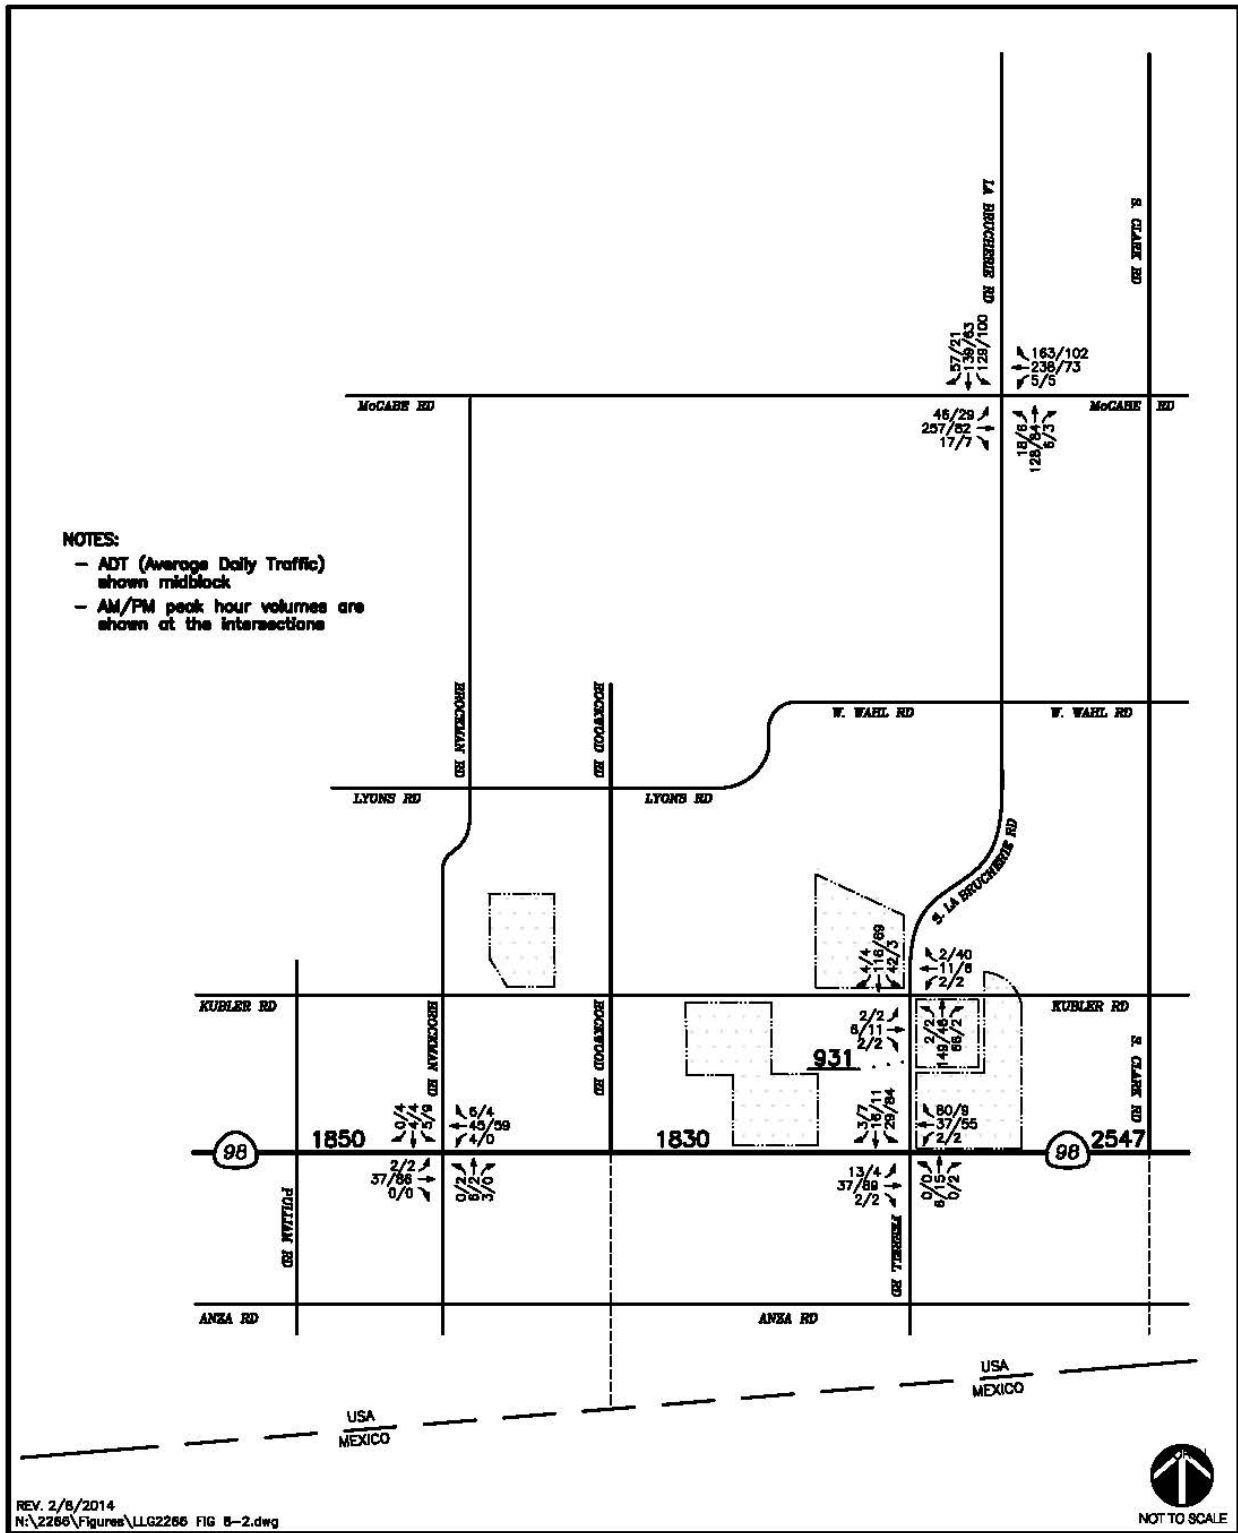 LA BRUCHERIE RD
S. CLARK RD
57/21
139/63
129/100
163/102
238/73
5/5
McCABE RD
McCABE RD
46/29
257/82
17/7
18/6
128/84
6/3
NOTES:
– ADT (Average Daily Traffic)
shown midblock
– AM/PM peak hour volumes are
shown at the intersections
BROCKMAN RD
ROCKWOOD RD
W. WAHL RD
W. WAHL RD
LYONS RD
LYONS RD
S. LA BRUCHERIE RD
4/4
116/69
42/3
2/40
11/6
2/2
KUBLER RD
KUBLER RD
BROCKMAN RD
ROCKWOOD RD
2/2
6/11
2/2
2/2
149/46
66/2
931
S. CLARK RD
0/4
4/4
5/9
6/4
45/59
4/0
3/7
16/11
29/84
80/9
37/55
2/2
98
1850
1830
98
2547
2/2
37/86
0/0
0/2
6/2
3/0
13/4
37/89
2/2
0/0
6/15
0/2
PULLIAM RD
FERRELL RD
ANZA RD
ANZA RD
USA
MEXICO
USA
MEXICO
REV. 2/6/2014
N:\2266\Figures\LLG2266 FIG 8-2.dwg
NOT TO SCALE